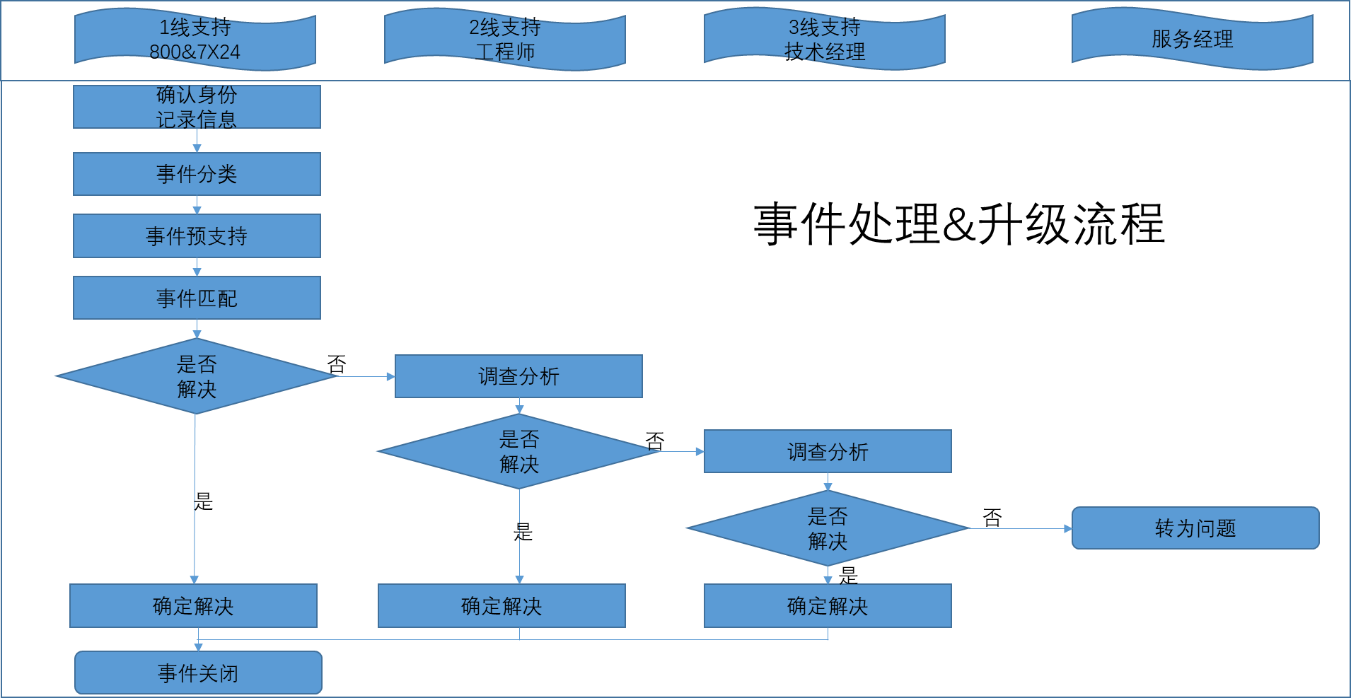 1线支持
800&7X24
2线支持
工程师
3线支持
技术经理
服务经理
确认身份
记录信息
事件分类
事件预支持
事件处理&升级流程
事件匹配
是否
解决
否
调查分析
是否
解决
否
调查分析
是
是
是否
解决
否
转为问题
是
确定解决
确定解决
确定解决
事件关闭